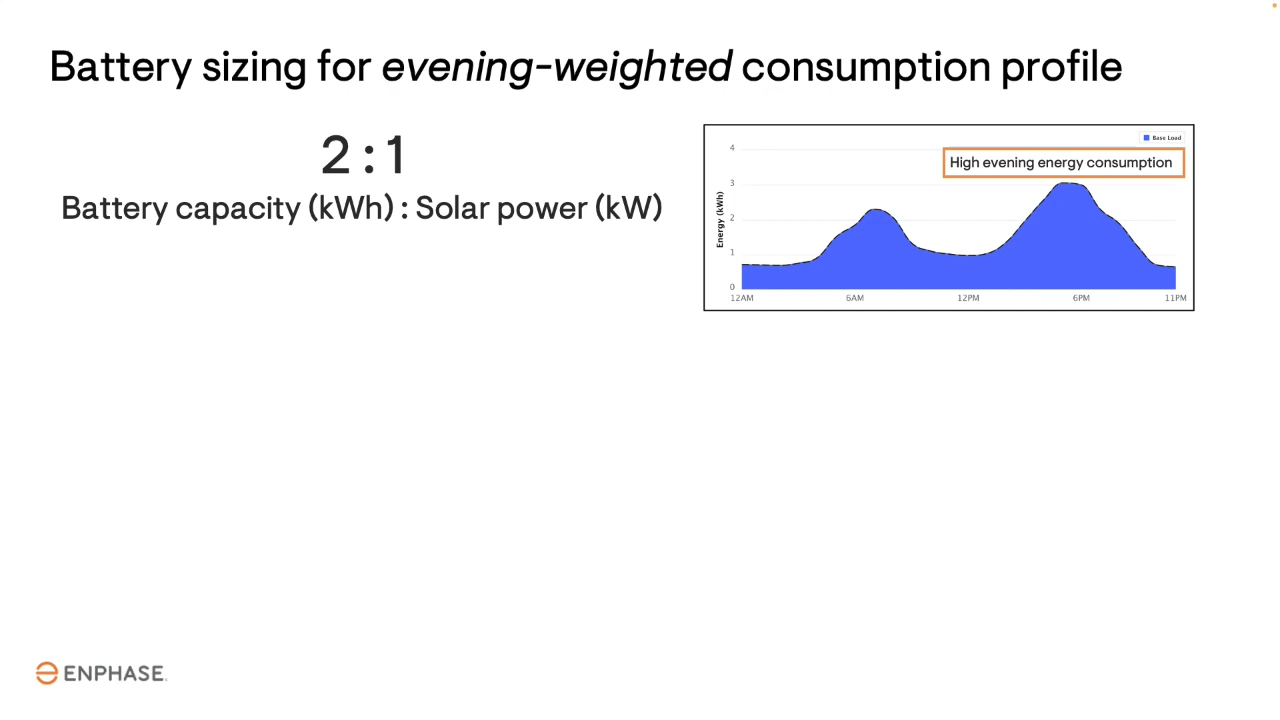 Battery sizing for evening-weighted consumption profile
2 : 1
Battery capacity (kWh) : Solar power (kW)
Base Load
High evening energy consumption
Energy (kWh)
4
3
2
1
0
12AM 6AM 12PM 6PM 11PM
ENPHASE.